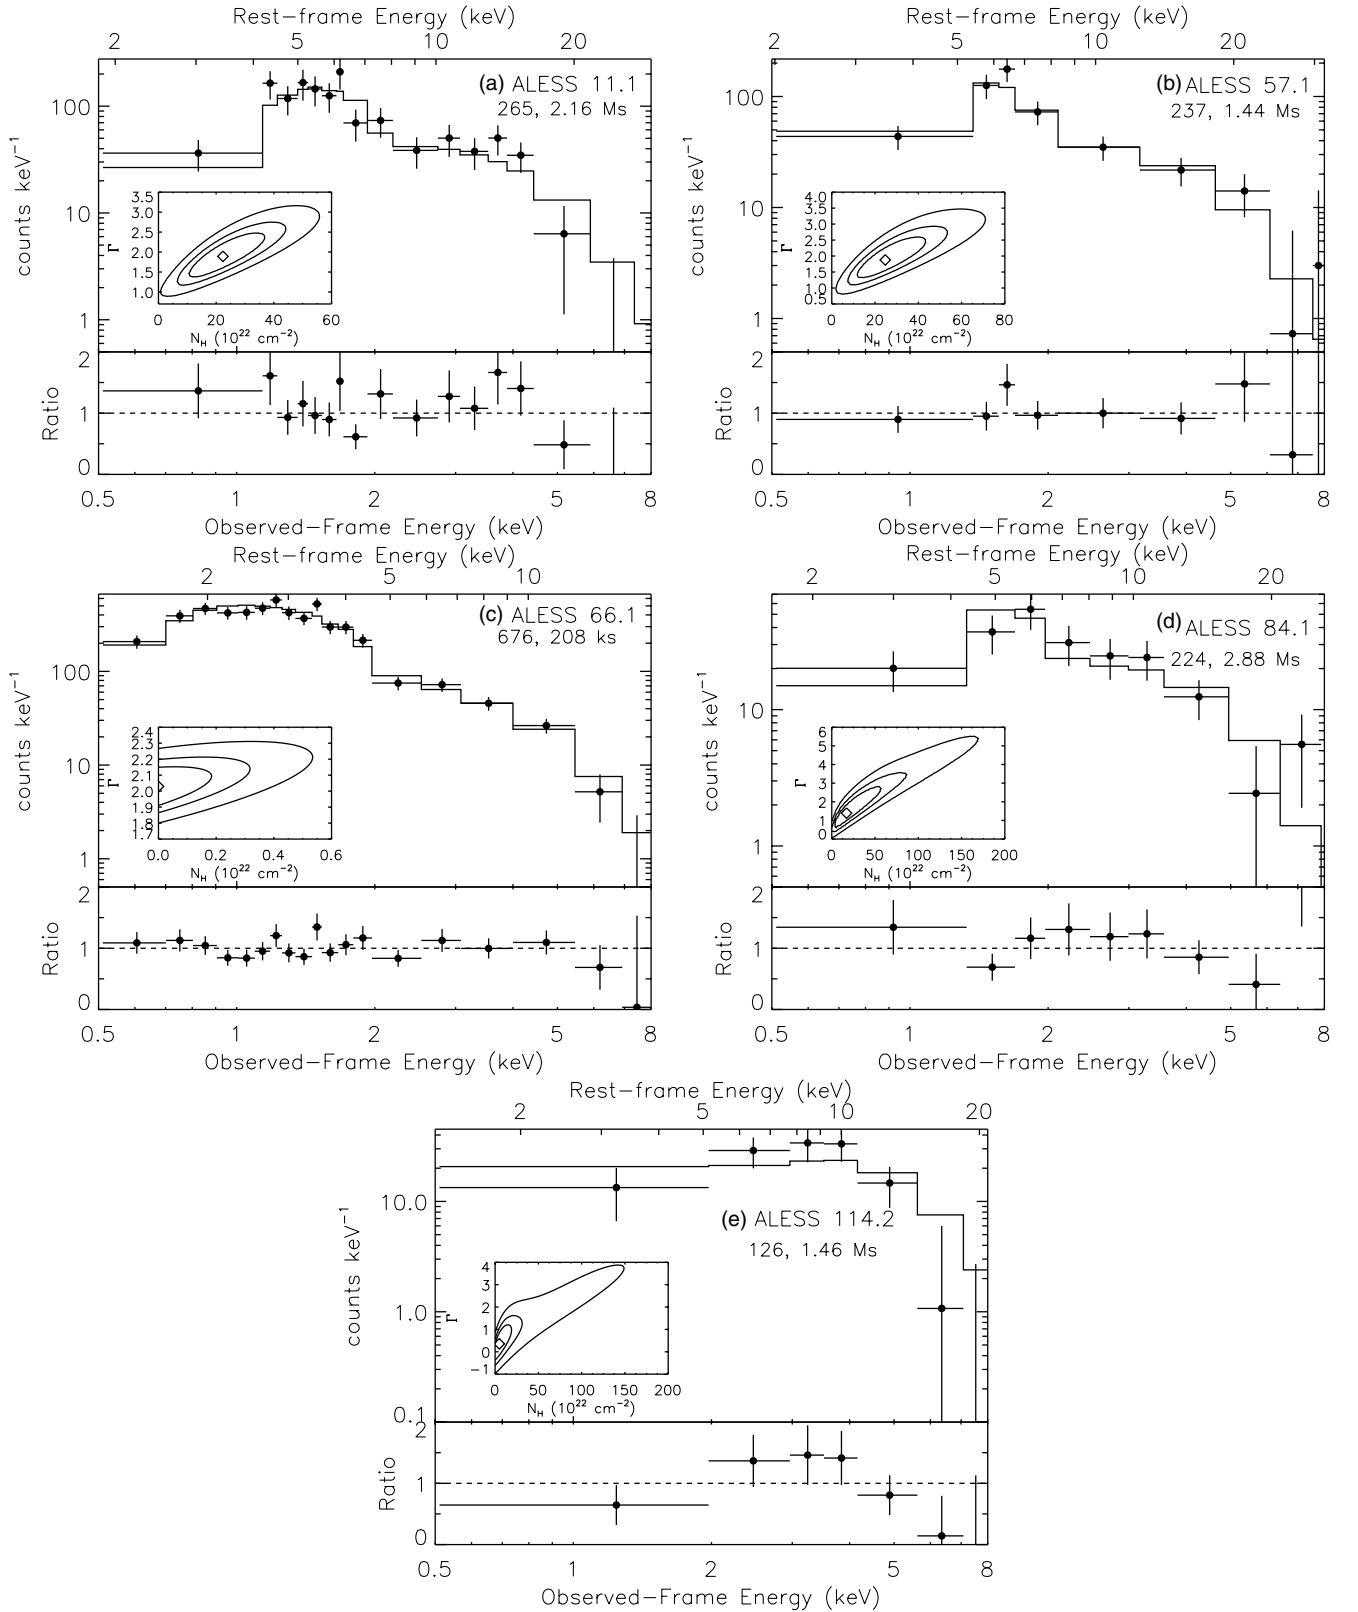 Rest-frame Energy (keV)
2 5 10 20
(a) ALESS 11.1
265, 2.16 Ms
counts keV⁻¹
100
10
1
Γ
3.5
3.0
2.5
2.0
1.5
1.0
0 20 40 60
N_H (10²² cm⁻²)
Ratio
2
1
0
0.5 1 2 5 8
Observed-Frame Energy (keV)
Rest-frame Energy (keV)
2 5 10 20
(b) ALESS 57.1
237, 1.44 Ms
counts keV⁻¹
100
10
1
Γ
4.0
3.5
3.0
2.5
2.0
1.5
1.0
0.5
0 20 40 60 80
N_H (10²² cm⁻²)
Ratio
2
1
0
0.5 1 2 5 8
Observed-Frame Energy (keV)
Rest-frame Energy (keV)
2 5 10
(c) ALESS 66.1
676, 208 ks
counts keV⁻¹
100
10
1
Γ
2.4
2.3
2.2
2.1
2.0
1.9
1.8
1.7
0.0 0.2 0.4 0.6
N_H (10²² cm⁻²)
Ratio
2
1
0
0.5 1 2 5 8
Observed-Frame Energy (keV)
Rest-frame Energy (keV)
2 5 10 20
(d) ALESS 84.1
224, 2.88 Ms
counts keV⁻¹
10
1
Γ
6
5
4
3
2
1
0
0 50 100 150 200
N_H (10²² cm⁻²)
Ratio
2
1
0
0.5 1 2 5 8
Observed-Frame Energy (keV)
Rest-frame Energy (keV)
2 5 10 20
(e) ALESS 114.2
126, 1.46 Ms
counts keV⁻¹
10.0
1.0
0.1
Γ
4
3
2
1
0
-1
0 50 100 150 200
N_H (10²² cm⁻²)
Ratio
2
1
0
0.5 1 2 5 8
Observed-Frame Energy (keV)